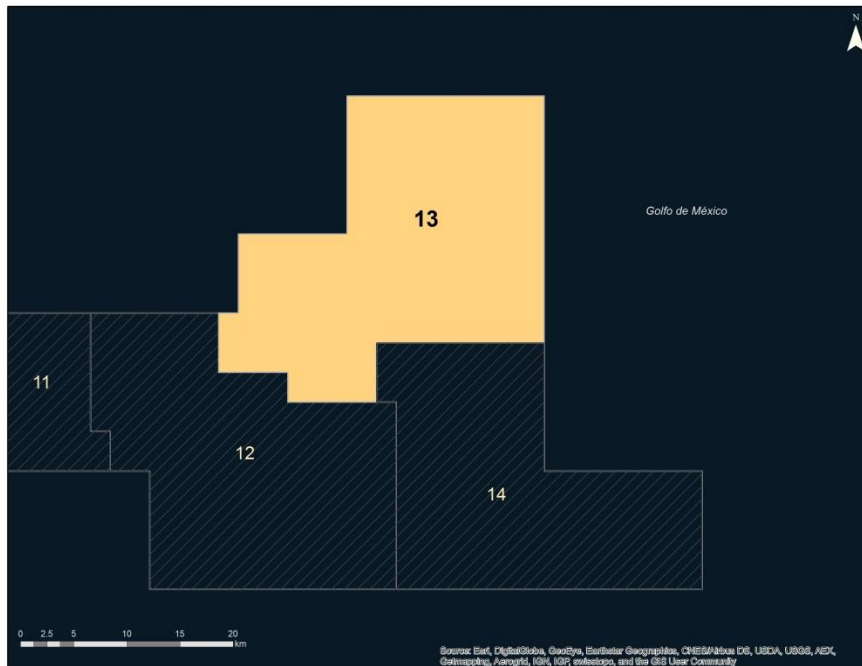 N
Golfo de México
13
11
12
14
0 2.5 5 10 15 20
km
Source: Esri, DigitalGlobe, GeoEye, Earthstar Geographics, CNES/Airbus DS, USDA, USGS, AEX,
Getmapping, Aerogrid, IGN, IGP, swisstopo, and the GIS User Community